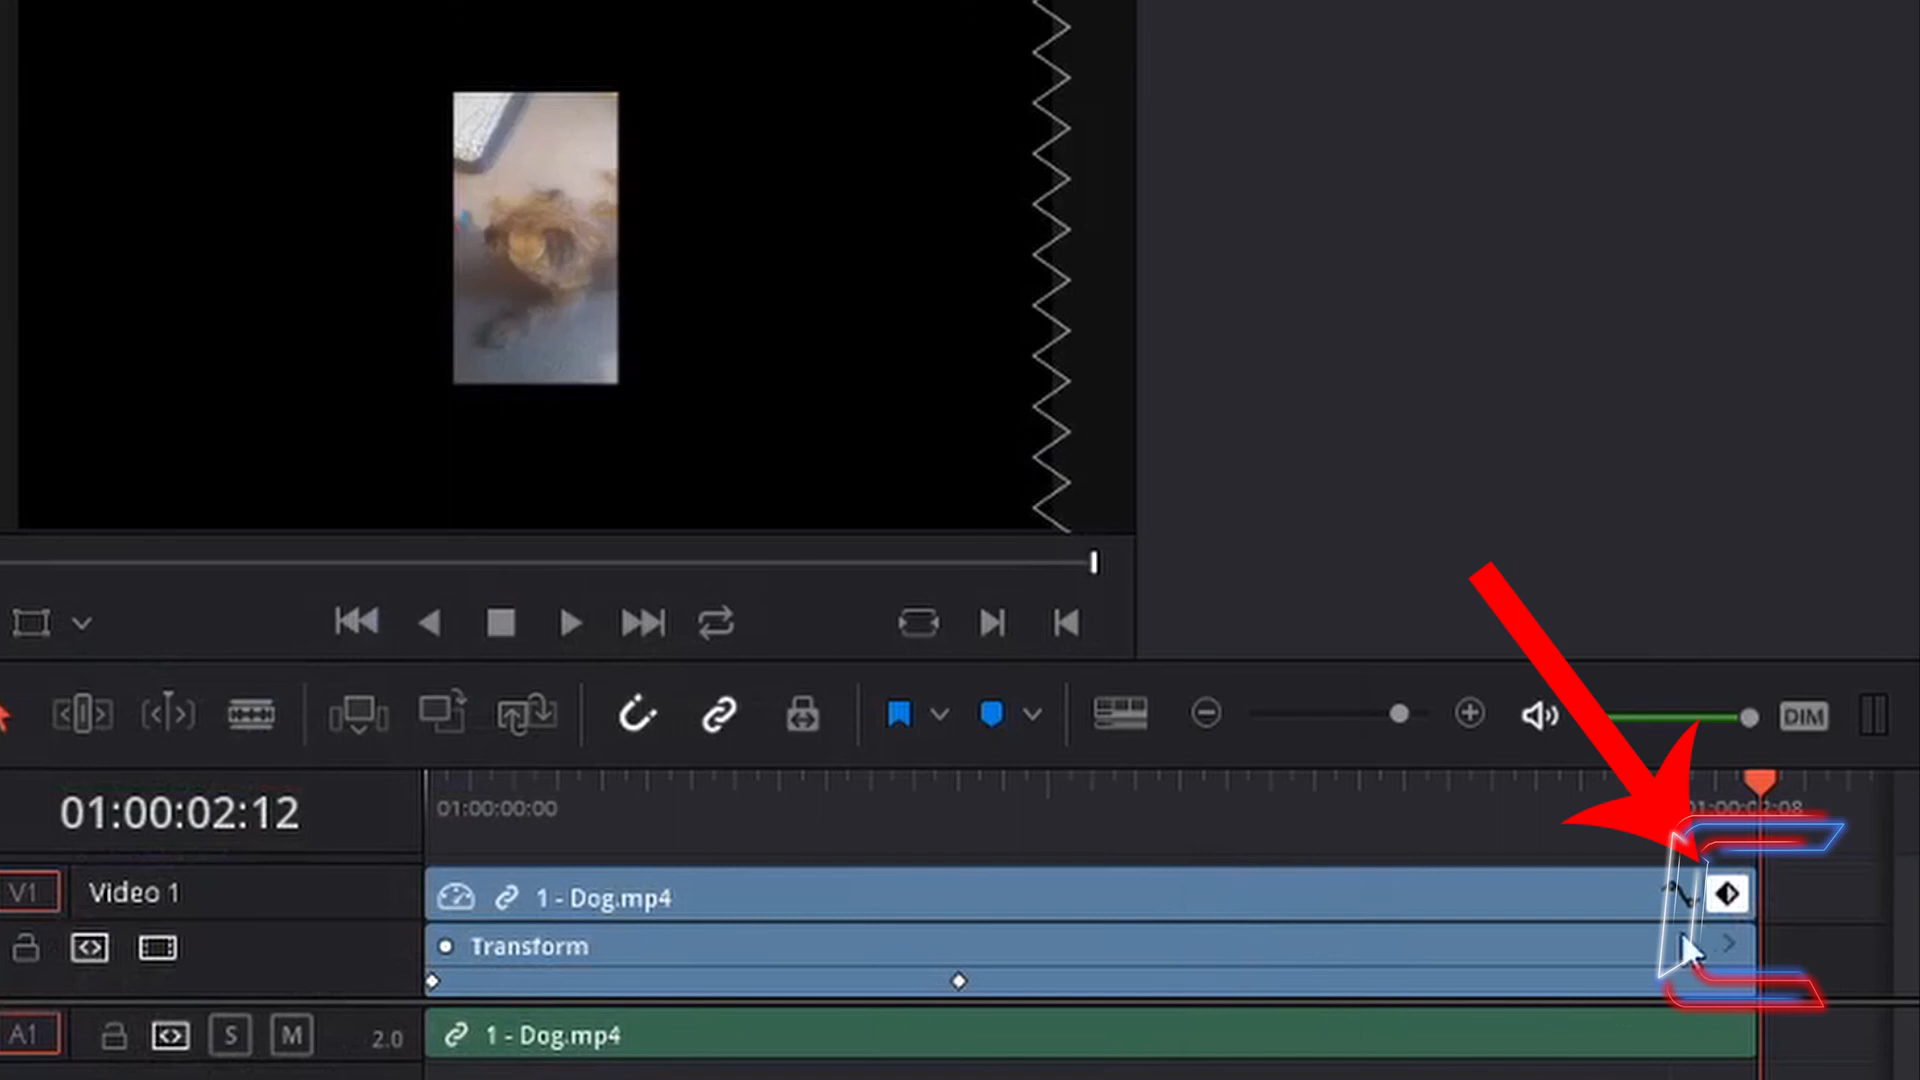 DIM
01:00:02:12
01:00:00:00
01:00:02:08
V1 Video 1
1 - Dog.mp4
Transform
A1 S M 2.0
1 - Dog.mp4